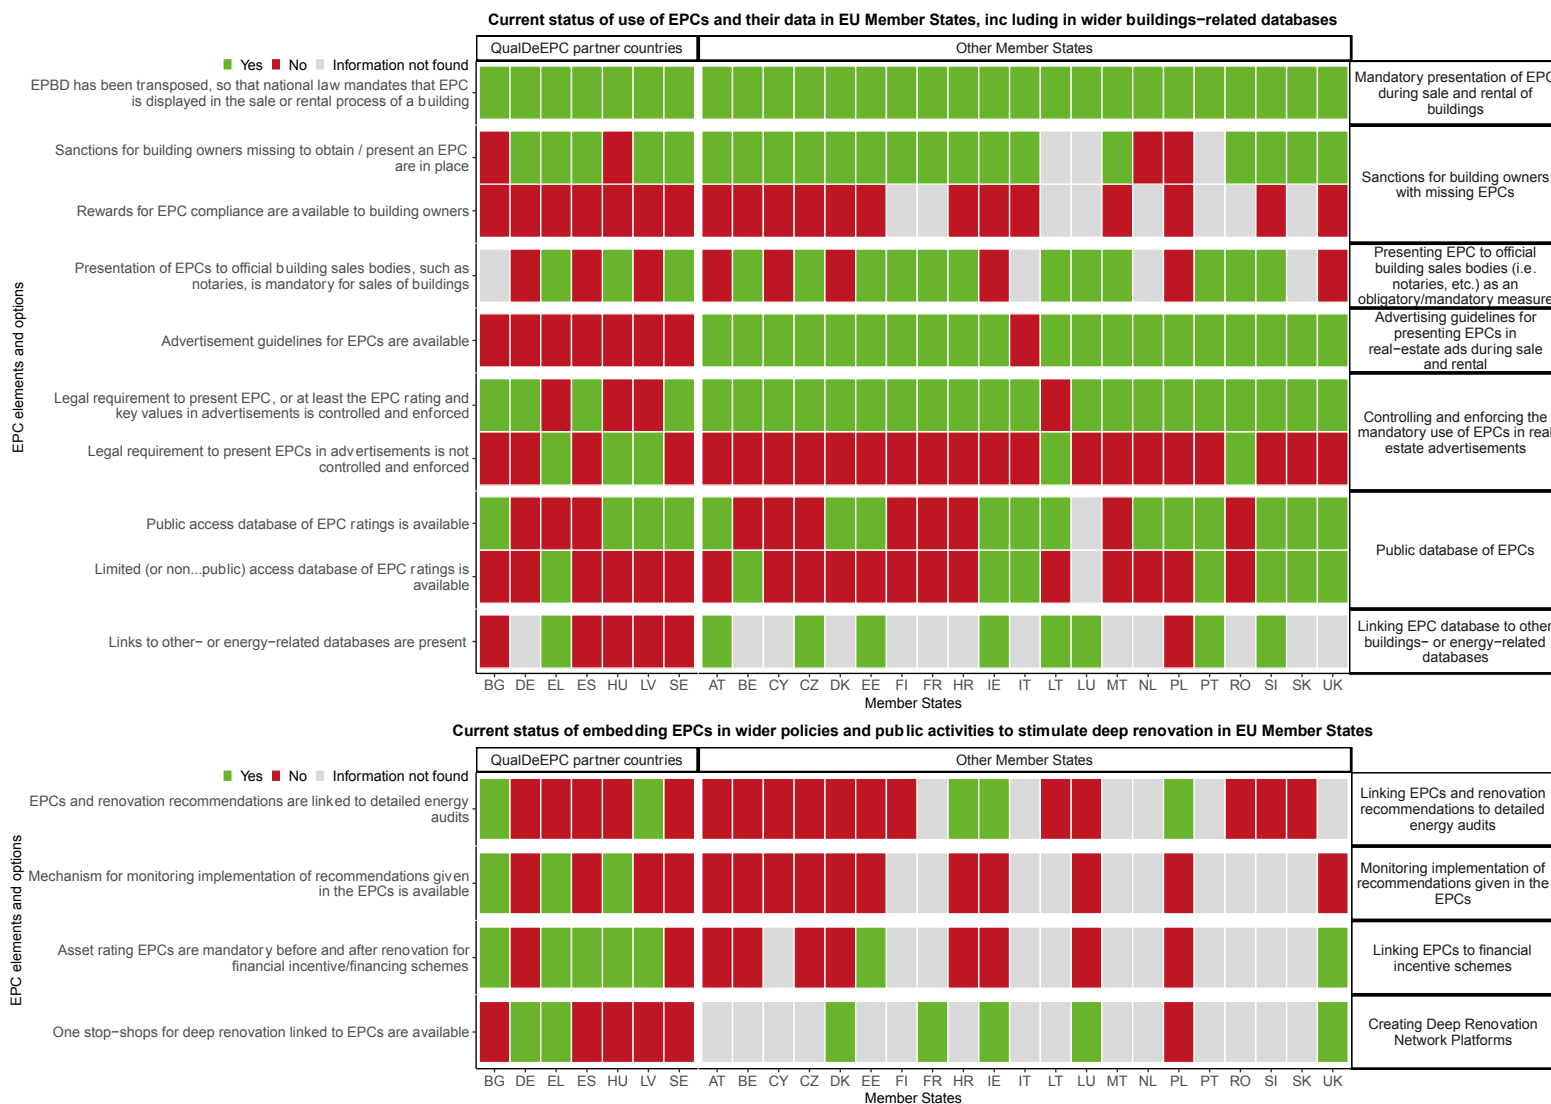 Current status of use of EPCs and their data in EU Member States, inc luding in wider buildings−related databases
QualDeEPC partner countries
Other Member States
Yes No Information not found
EPBD has been transposed, so that national law mandates that EPC
is displayed in the sale or rental process of a building
Mandatory presentation of EPC
during sale and rental of
buildings
Sanctions for building owners missing to obtain / present an EPC
are in place
Rewards for EPC compliance are available to building owners
Sanctions for building owners
with missing EPCs
Presentation of EPCs to official building sales bodies, such as
notaries, is mandatory for sales of buildings
Presenting EPC to official
building sales bodies (i.e.
notaries, etc.) as an
obligatory/mandatory measure
Advertisement guidelines for EPCs are available
Advertising guidelines for
presenting EPCs in
real−estate ads during sale
and rental
Legal requirement to present EPC, or at least the EPC rating and
key values in advertisements is controlled and enforced
Legal requirement to present EPCs in advertisements is not
controlled and enforced
Controlling and enforcing the
mandatory use of EPCs in real
estate advertisements
Public access database of EPC ratings is available
Limited (or non...public) access database of EPC ratings is
available
Public database of EPCs
Links to other− or energy−related databases are present
Linking EPC database to other
buildings− or energy−related
databases
EPC elements and options
BG DE EL ES HU LV SE AT BE CY CZ DK EE FI FR HR IE IT LT LU MT NL PL PT RO SI SK UK
Member States
Current status of embedding EPCs in wider policies and public activities to stimulate deep renovation in EU Member States
QualDeEPC partner countries
Other Member States
Yes No Information not found
EPCs and renovation recommendations are linked to detailed energy
audits
Linking EPCs and renovation
recommendations to detailed
energy audits
Mechanism for monitoring implementation of recommendations given
in the EPCs is available
Monitoring implementation of
recommendations given in the
EPCs
Asset rating EPCs are mandatory before and after renovation for
financial incentive/financing schemes
Linking EPCs to financial
incentive schemes
One stop−shops for deep renovation linked to EPCs are available
Creating Deep Renovation
Network Platforms
EPC elements and options
BG DE EL ES HU LV SE AT BE CY CZ DK EE FI FR HR IE IT LT LU MT NL PL PT RO SI SK UK
Member States